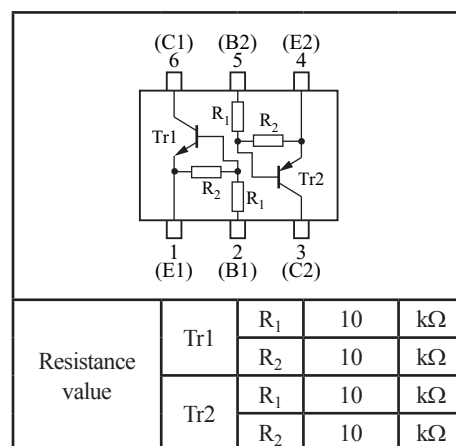 (C1) (B2) (E2)
6 5 4
R1
R2
Tr1
R2
Tr2
R1
1 2 3
(E1) (B1) (C2)
Resistance value Tr1 R1 10 kΩ
R2 10 kΩ
Tr2 R1 10 kΩ
R2 10 kΩ